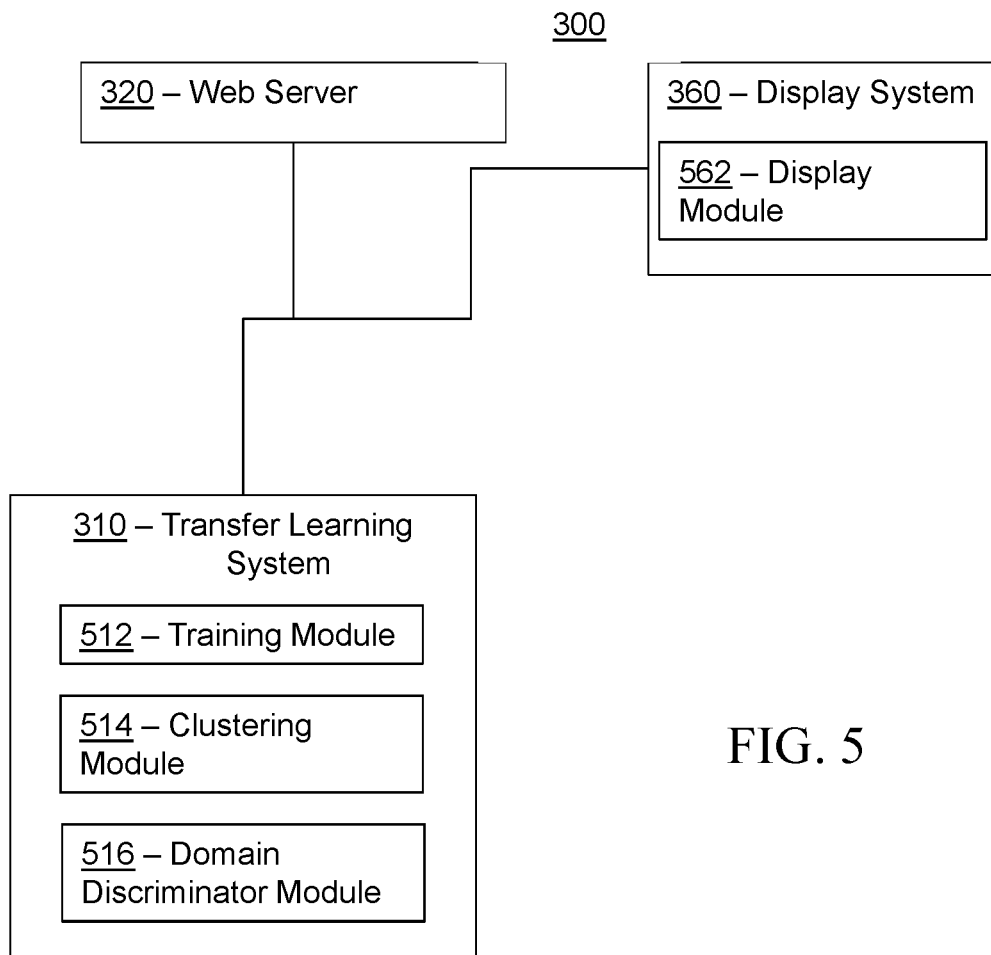 300
320 – Web Server
360 – Display System
562 – Display
Module
310 – Transfer Learning
System
512 – Training Module
514 – Clustering
Module
516 – Domain
Discriminator Module
FIG. 5